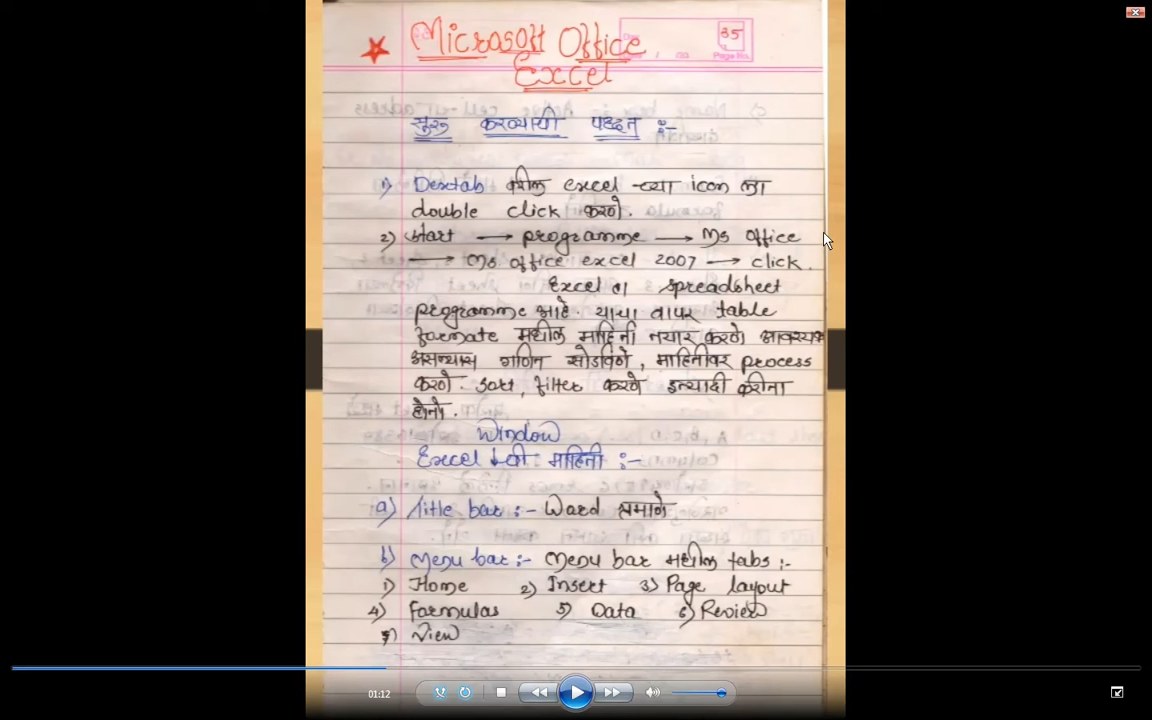 Microsoft Office
35
Page No.
Excel
सुरु करण्याची पद्धत :-
1) Dextab वरील excel च्या icon ला
double click करणे.
2) start → programme → Ms office
→ Ms office excel 2007 → click.
Excel हा spreadsheet
programme आहे. याचा वापर table
formate मधील माहिती तयार करणे आवश्यक
असल्यास गणित सोडविणे, माहितीवर process
करणे. sort, filter करणे इत्यादी करीता
होतो.
Window
Excel ची माहिती :-
a) Title bar :- Word प्रमाणे
b) Menu bar :- Menu bar मधील tabs :-
1) Home 2) Insert 3) Page layout
4) Formulas 5) Data 6) Review
7) View
01:12